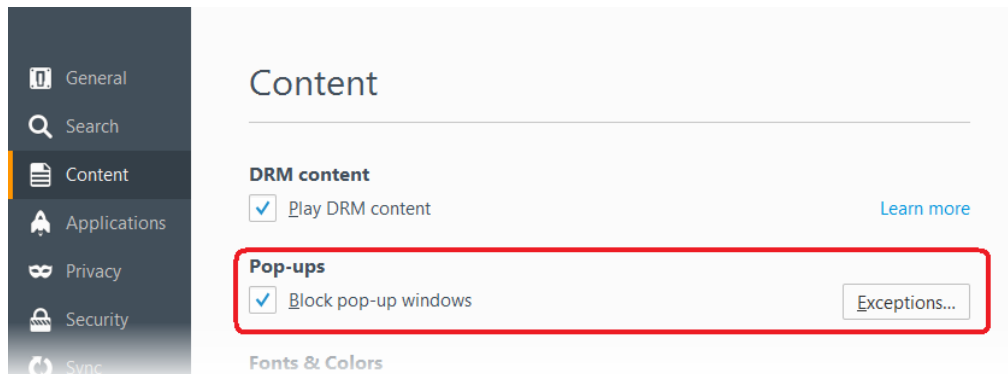 General
Search
Content
Applications
Privacy
Security
Sync
Content
DRM content
Play DRM content
Learn more
Pop-ups
Block pop-up windows
Exceptions...
Fonts & Colors